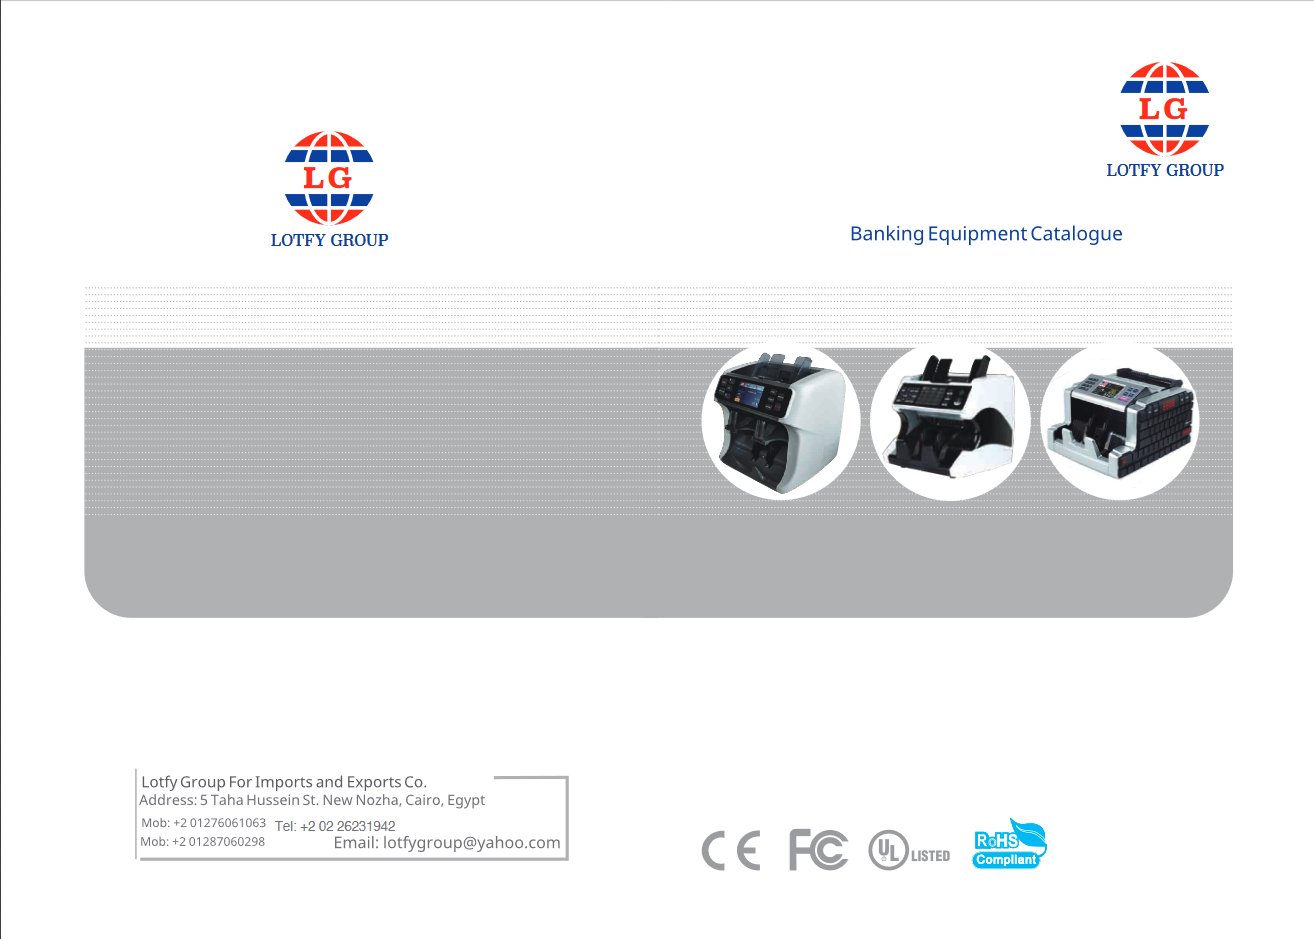 LG
LOTFY GROUP
LG
LOTFY GROUP
Banking Equipment Catalogue
Lotfy Group For Imports and Exports Co.
Address: 5 Taha Hussein St. New Nozha, Cairo, Egypt
Mob: +2 01276061063 Tel: +2 02 26231942
Mob: +2 01287060298 Email: lotfygroup@yahoo.com
CE FC UL LISTED
RoHS
Compliant